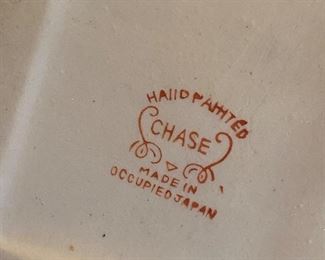 HAND PAINTED
CHASE
MADE IN
OCCUPIED JAPAN